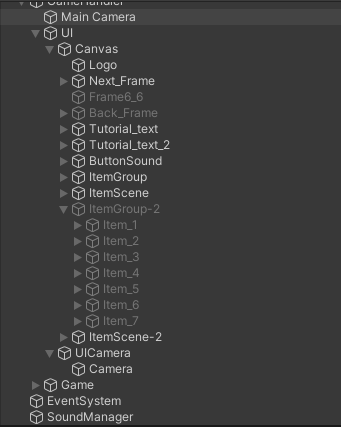 GameHandler
Main Camera
UI
Canvas
Logo
Next_Frame
Frame6_6
Back_Frame
Tutorial_text
Tutorial_text_2
ButtonSound
ItemGroup
ItemScene
ItemGroup-2
Item_1
Item_2
Item_3
Item_4
Item_5
Item_6
Item_7
ItemScene-2
UICamera
Camera
Game
EventSystem
SoundManager